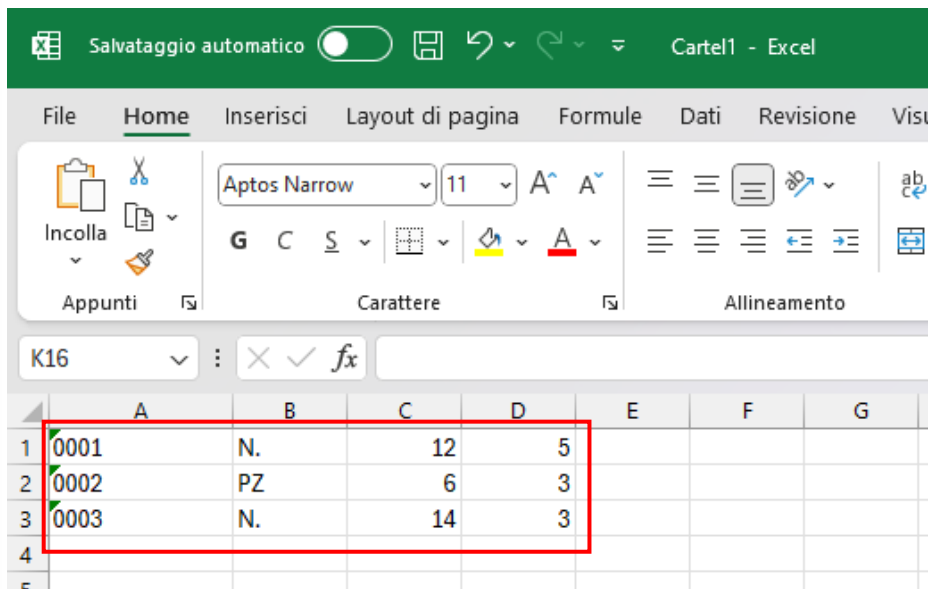 Salvataggio automatico Cartel1 - Excel
File Home Inserisci Layout di pagina Formule Dati Revisione
Aptos Narrow 11 A A ab
Incolla G C S A c
Appunti Carattere Allineamento
K16 fx
A B C D E F G
1 0001 N. 12 5
2 0002 PZ 6 3
3 0003 N. 14 3
4